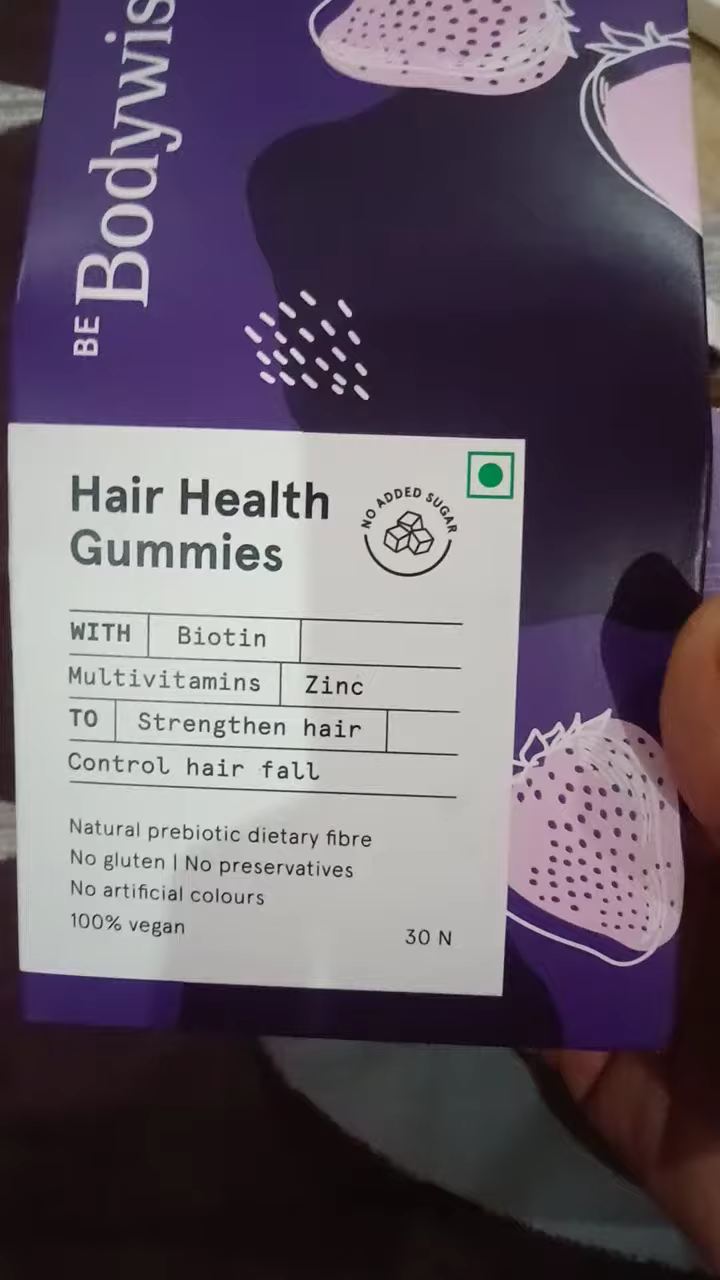 BE Bodywis
Hair Health
Gummies
NO ADDED SUGAR
WITH Biotin
Multivitamins Zinc
TO Strengthen hair
Control hair fall
Natural prebiotic dietary fibre
No gluten | No preservatives
No artificial colours
100% vegan
30 N